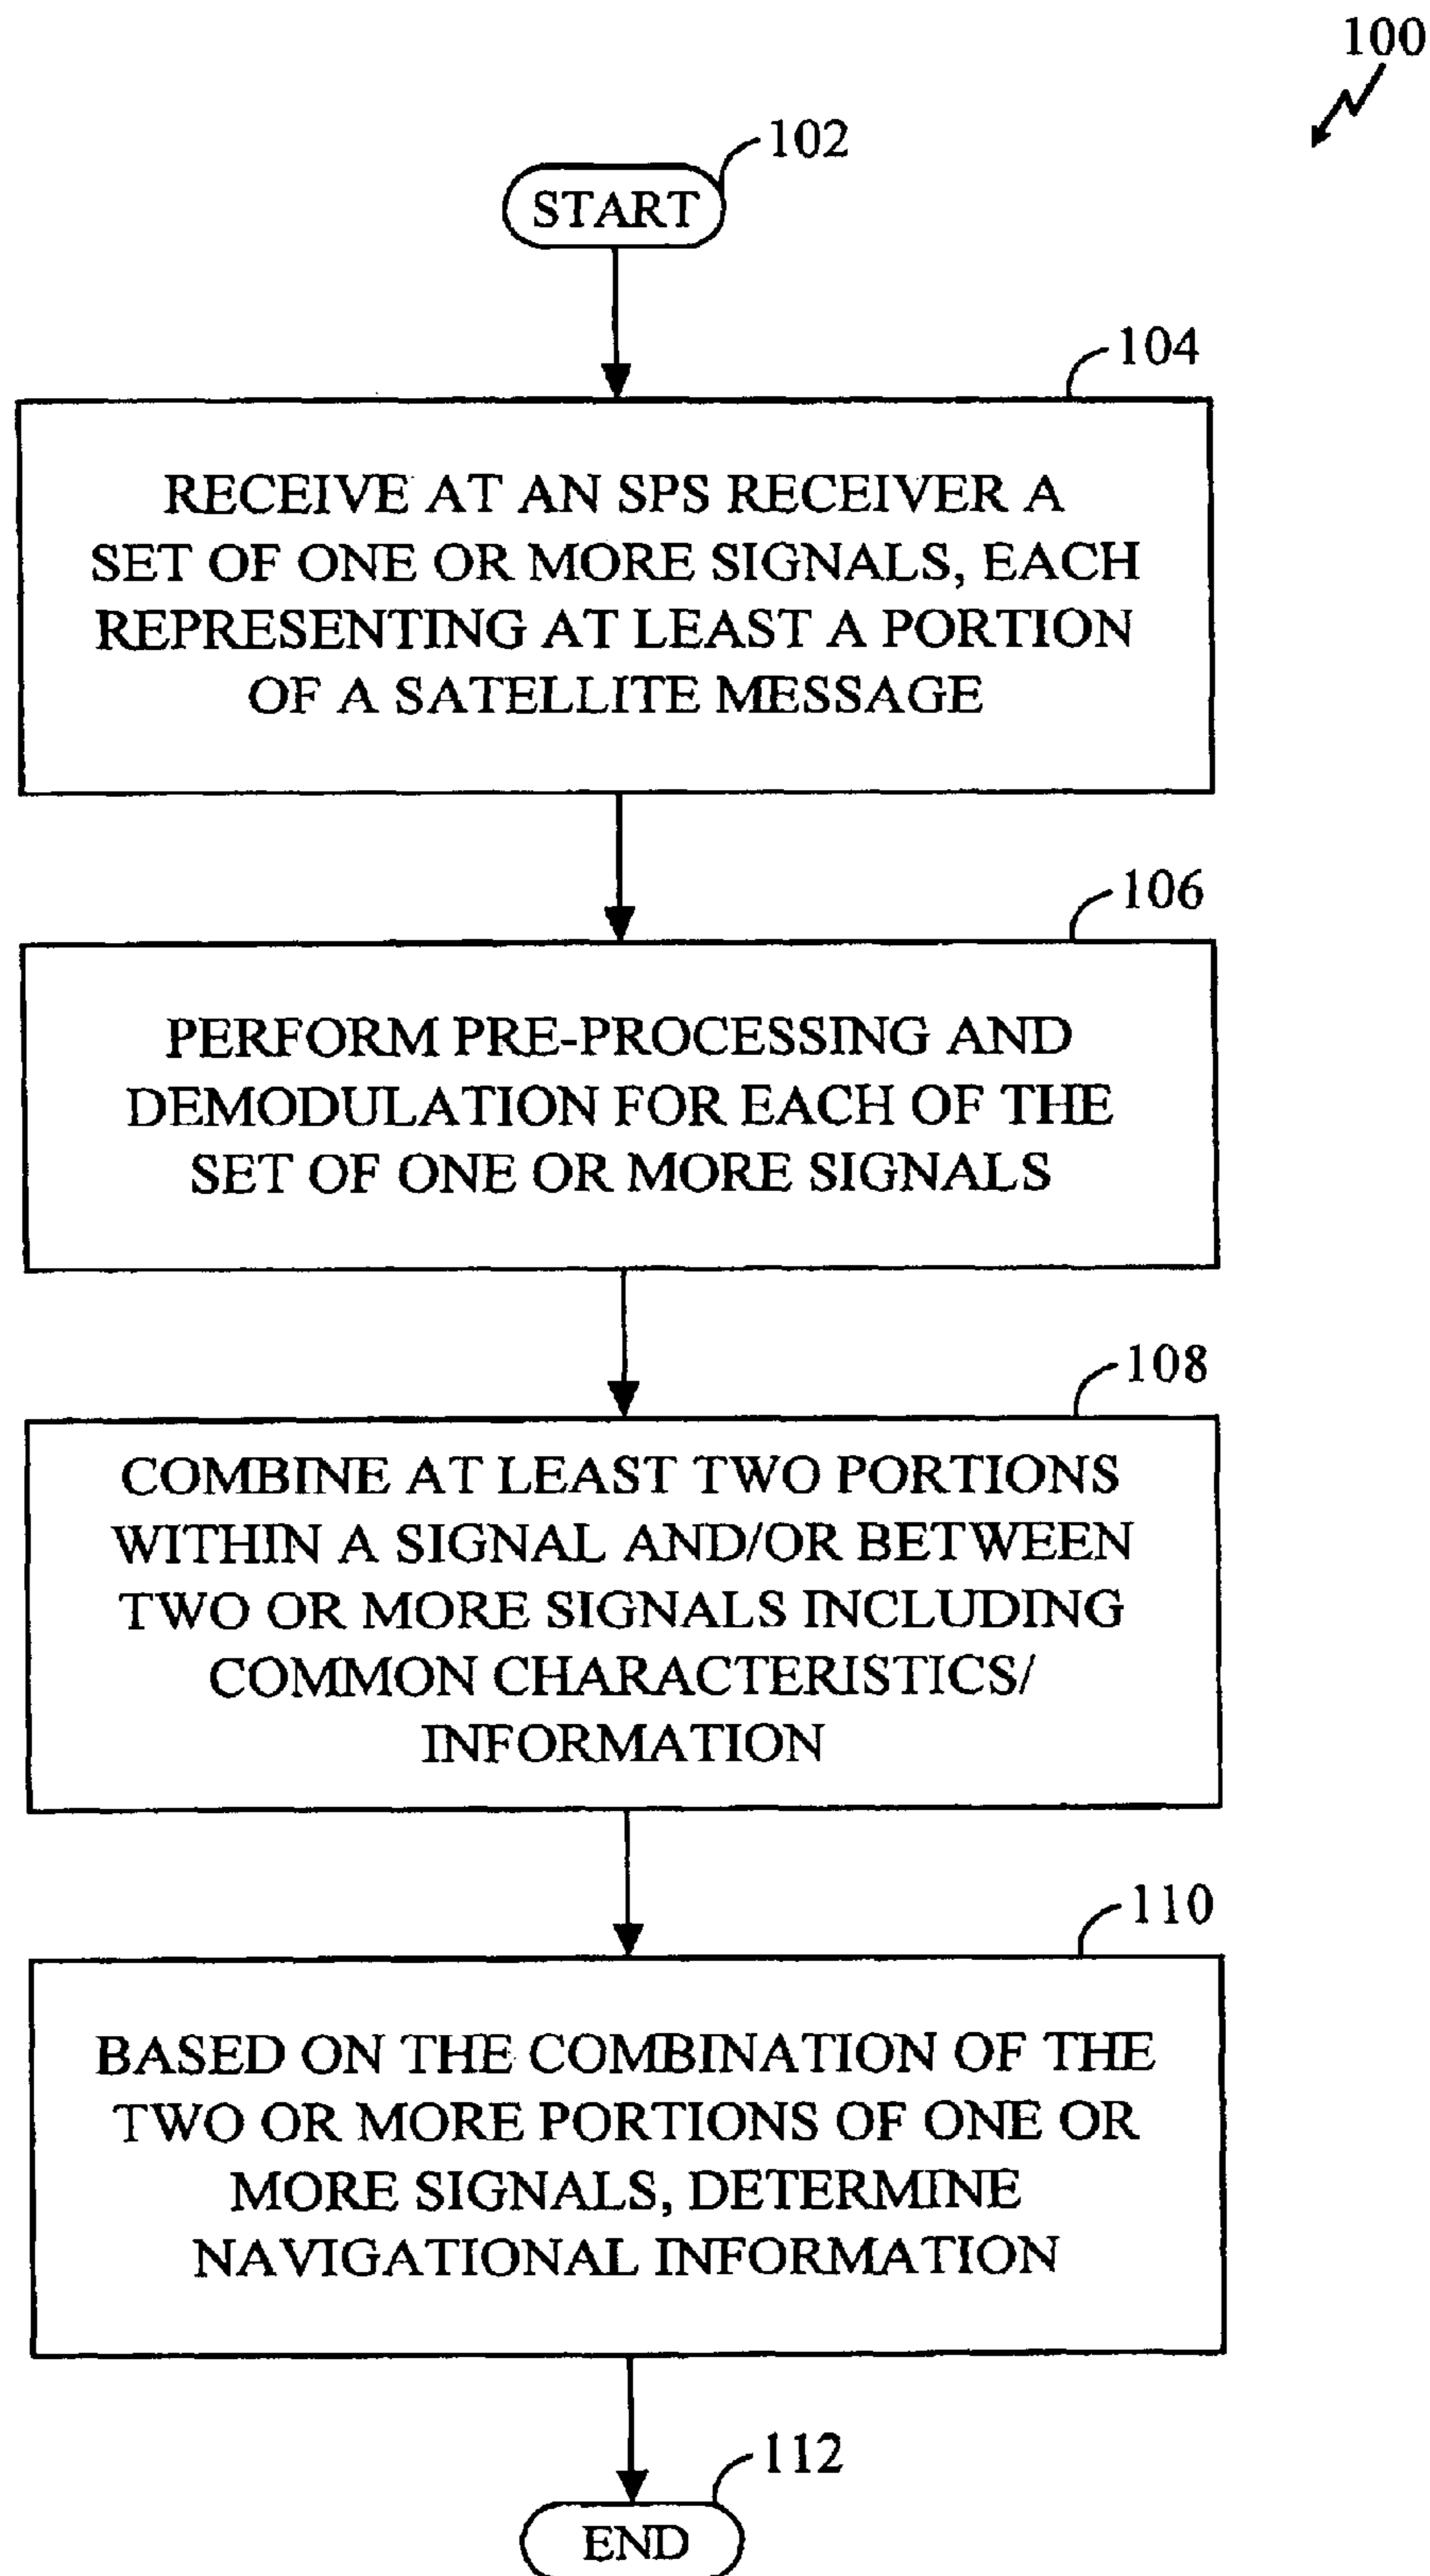 100
102
START
104
RECEIVE AT AN SPS RECEIVER A
SET OF ONE OR MORE SIGNALS, EACH
REPRESENTING AT LEAST A PORTION
OF A SATELLITE MESSAGE
106
PERFORM PRE-PROCESSING AND
DEMODULATION FOR EACH OF THE
SET OF ONE OR MORE SIGNALS
108
COMBINE AT LEAST TWO PORTIONS
WITHIN A SIGNAL AND/OR BETWEEN
TWO OR MORE SIGNALS INCLUDING
COMMON CHARACTERISTICS/
INFORMATION
110
BASED ON THE COMBINATION OF THE
TWO OR MORE PORTIONS OF ONE OR
MORE SIGNALS, DETERMINE
NAVIGATIONAL INFORMATION
112
END